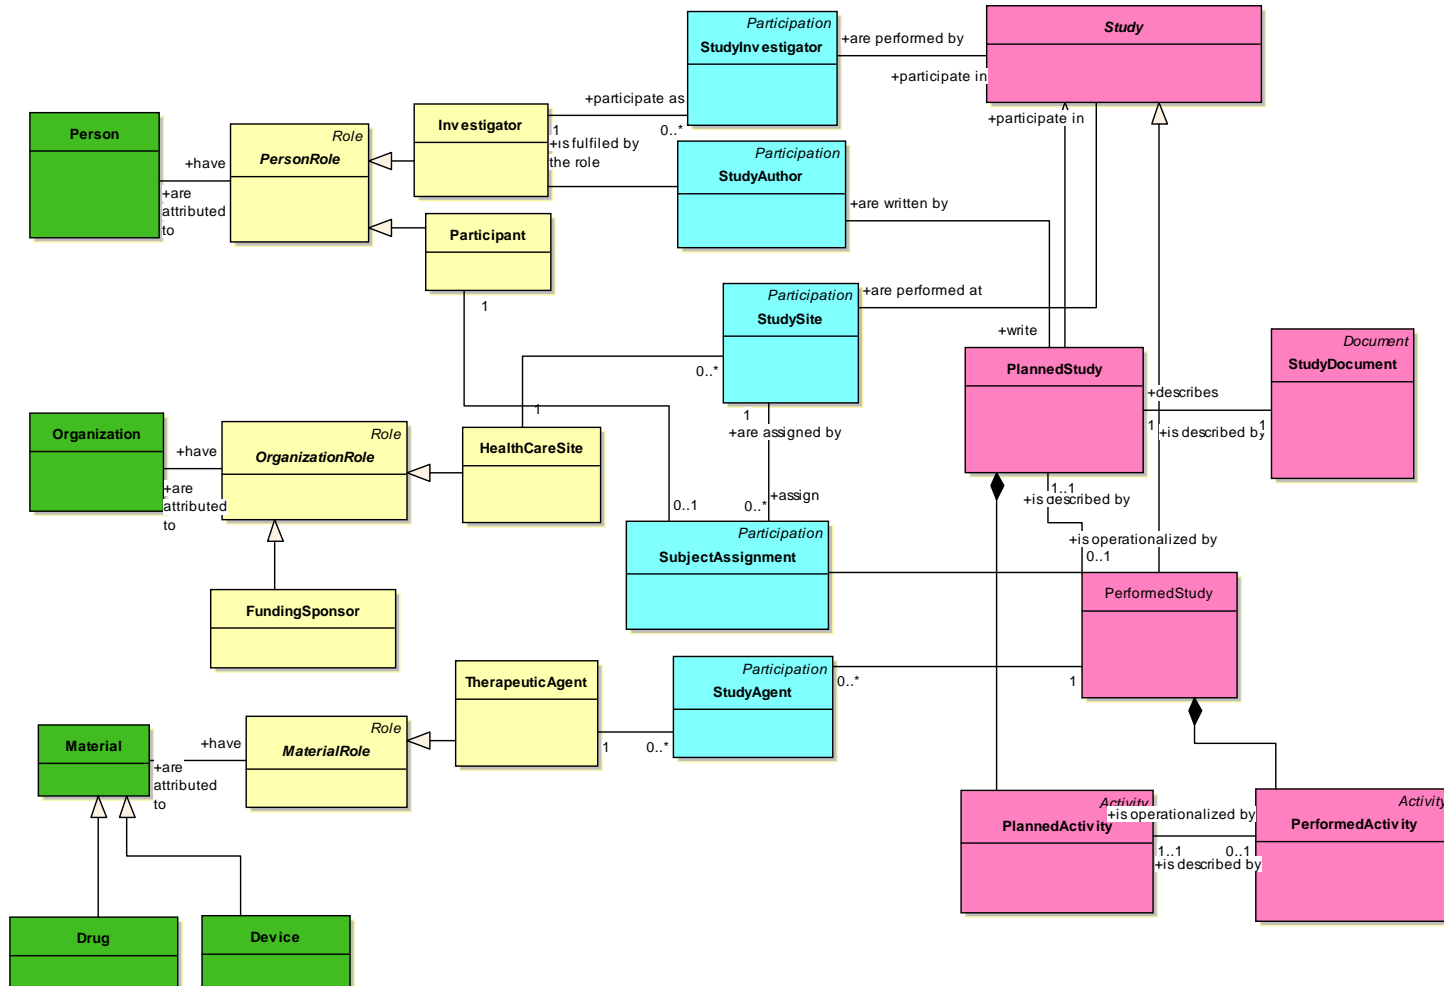 Participation
StudyInvestigator
+are performed by
Study
+participate in
+participate as
1
0..*
+participate in
Person
Role
PersonRole
Investigator
+is fulfilled by
the role
+have
+are
attributed
to
Participation
StudyAuthor
+are written by
Participant
1
Participation
StudySite
+are performed at
0..*
1
+write
PlannedStudy
Document
StudyDocument
+describes
1
+is described by
1
1
+are assigned by
Organization
Role
OrganizationRole
HealthCareSite
+have
+are
attributed
to
0..1
0..*
+assign
1..1
+is described by
+is operationalized by
0..1
Participation
SubjectAssignment
PerformedStudy
FundingSponsor
TherapeuticAgent
Participation
StudyAgent
0..*
1
1
0..*
Material
+have
+are
attributed
to
Role
MaterialRole
Activity
PlannedActivity
+is operationalized by
1..1
0..1
+is described by
Activity
PerformedActivity
Drug
Device